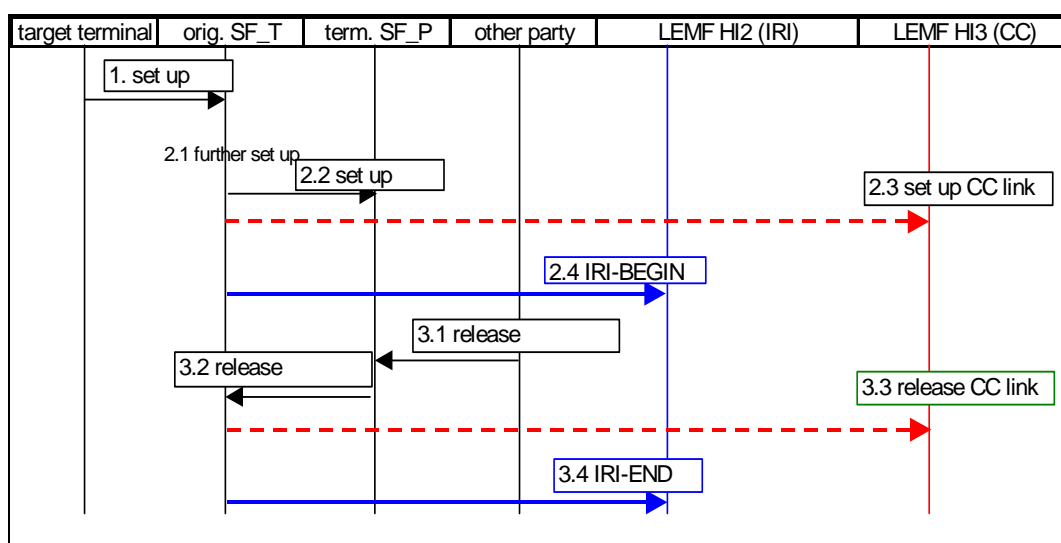 target terminal orig. SF_T term. SF_P other party LEMF HI2 (IRI) LEMF HI3 (CC)
1. set up
2.1 further set up
2.2 set up
2.3 set up CC link
2.4 IRI-BEGIN
3.1 release
3.2 release
3.3 release CC link
3.4 IRI-END